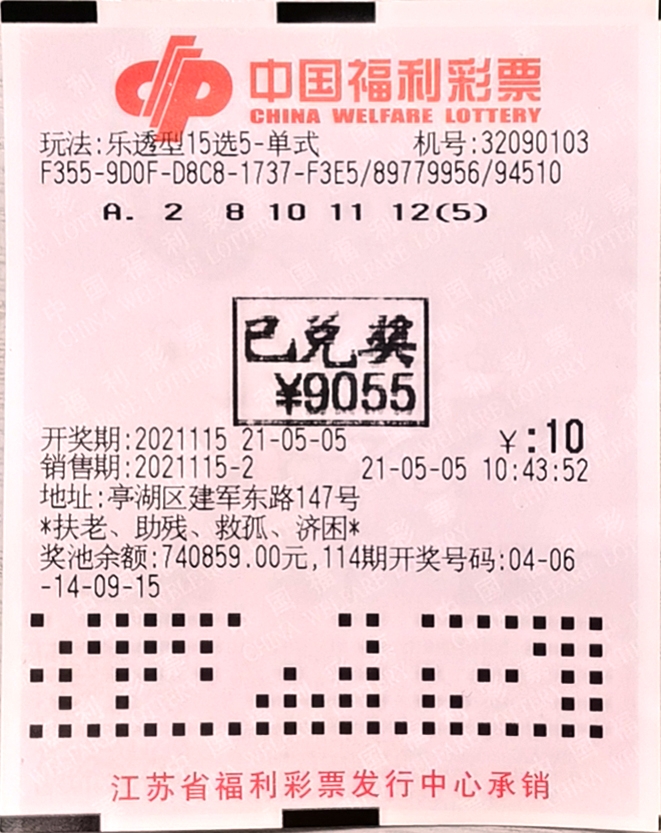 中国福利彩票
CHINA WELFARE LOTTERY
玩法:乐透型15选5-单式 机号:32090103
F355-9D0F-D8C8-1737-F3E5/89779956/94510
A. 2 8 10 11 12(5)
已兑奖
¥9055
开奖期:2021115 21-05-05 ¥:10
销售期:2021115-2 21-05-05 10:43:52
地址:亭湖区建军东路147号
*扶老、助残、救孤、济困*
奖池余额:740859.00元,114期开奖号码:04-06
-14-09-15
江苏省福利彩票发行中心承销